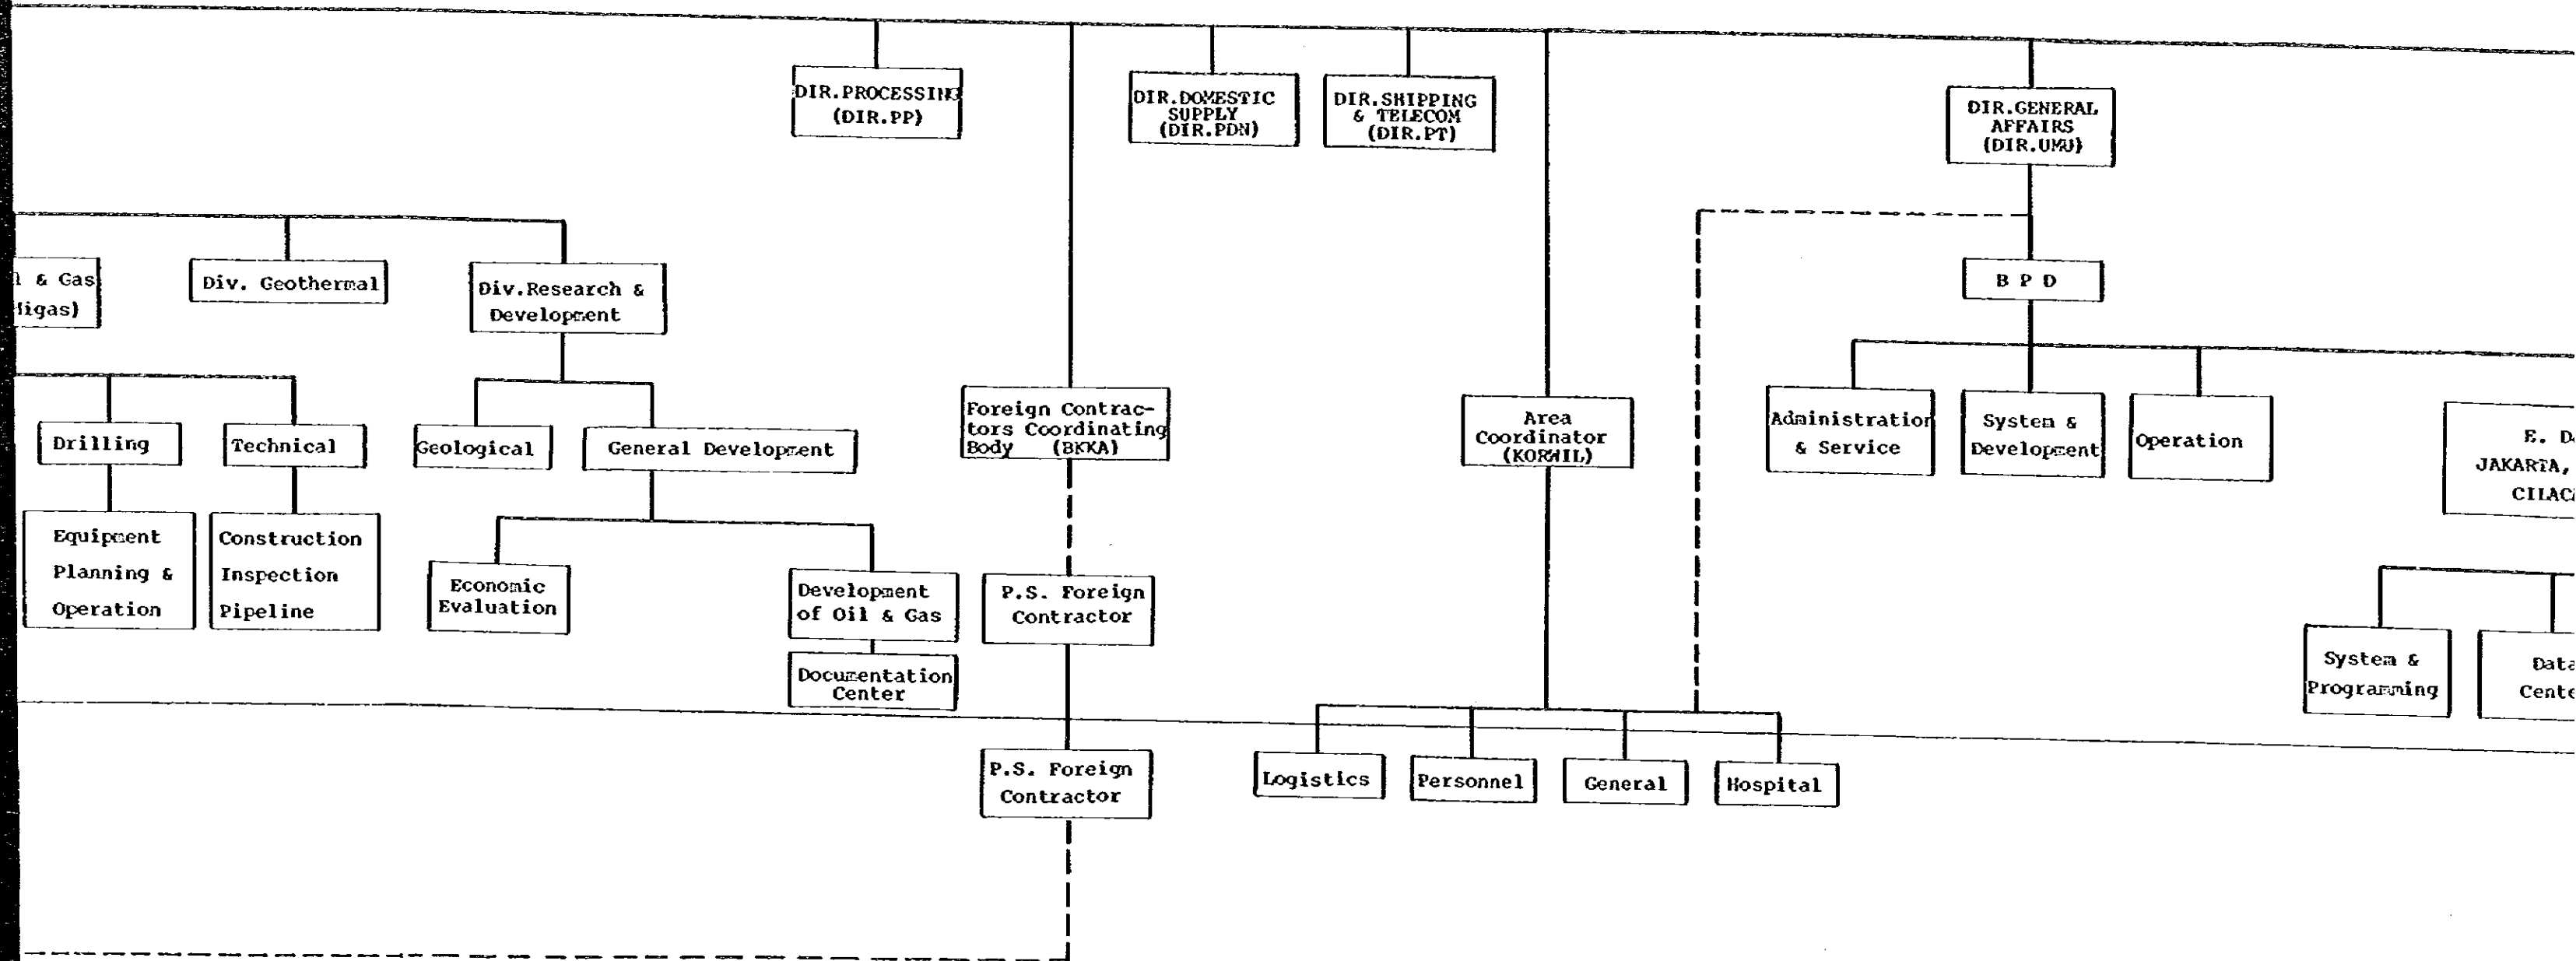 DIR.PROCESSING
(DIR.PP)
DIR.DOMESTIC
SUPPLY
(DIR.PDN)
DIR.SHIPPING
& TELECOM
(DIR.PT)
DIR.GENERAL
AFFAIRS
(DIR.UMU)
& Gas
Div. Geothermal
Div.Research &
Development
B P D
Drilling
Technical
Geological
General Development
Foreign Contrac-
tors Coordinating
Body (BKKA)
Area
Coordinator
(KORWIL)
Administration
& Service
System &
Development
Operation
E.
JAKARTA,
Equipment
Planning &
Operation
Construction
Inspection
Pipeline
Economic
Evaluation
Development
of Oil & Gas
Documentation
Center
P.S. Foreign
Contractor
System &
Programming
Data
P.S. Foreign
Contractor
Logistics
Personnel
General
Hospital